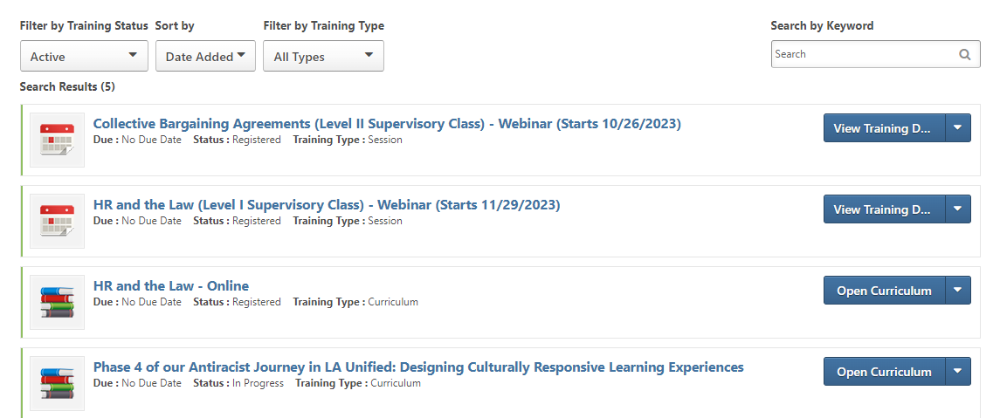 Filter by Training Status Sort by Filter by Training Type Search by Keyword
Active Date Added All Types Search
Search Results (5)
Collective Bargaining Agreements (Level II Supervisory Class) - Webinar (Starts 10/26/2023)
Due : No Due Date Status : Registered Training Type : Session
View Training D...
HR and the Law (Level I Supervisory Class) - Webinar (Starts 11/29/2023)
Due : No Due Date Status : Registered Training Type : Session
View Training D...
HR and the Law - Online
Due : No Due Date Status : Registered Training Type : Curriculum
Open Curriculum
Phase 4 of our Antiracist Journey in LA Unified: Designing Culturally Responsive Learning Experiences
Due : No Due Date Status : In Progress Training Type : Curriculum
Open Curriculum